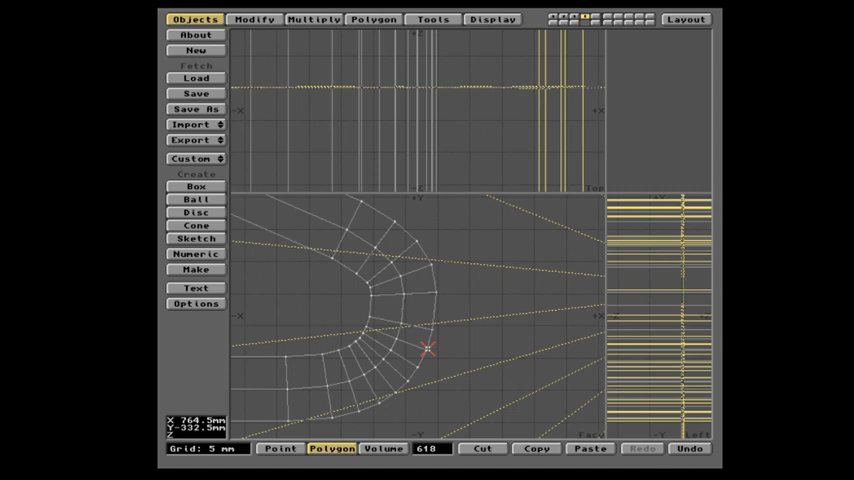 Objects Modify Multiply Polygon Tools Display Layout
About
New
Fetch
Load
Save
Save As
Import
Export
Custom
Create
Box
Ball
Disc
Cone
Sketch
Numeric
Make
Text
Options
+Z
-X +X
-Z Top
+Y +Y
-X +X
-Y Face -Y Left
X 764.5mm
Y-332.5mm
Z
Grid: 5 mm Point Polygon Volume 618 Cut Copy Paste Redo Undo